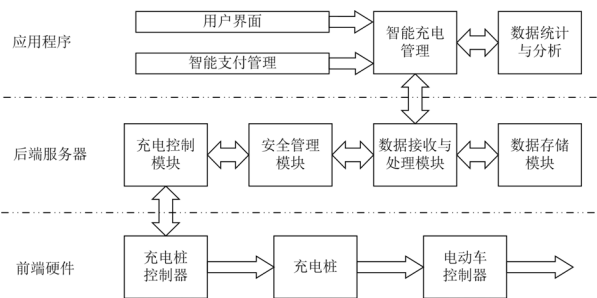 用户界面
应用程序
智能支付管理
智能充电
管理
数据统计
与分析
后端服务器
充电控制
模块
安全管理
模块
数据接收与
处理模块
数据存储
模块
前端硬件
充电桩
控制器
充电桩
电动车
控制器